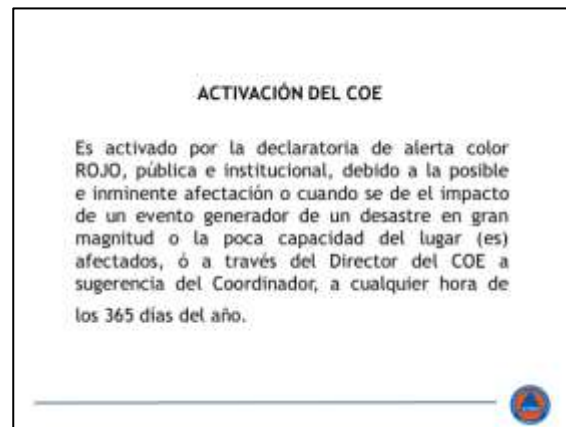 ACTIVACIÓN DEL COE
Es activado por la declaratoria de alerta color
ROJO, pública e institucional, debido a la posible
e inminente afectación o cuando se de el impacto
de un evento generador de un desastre en gran
magnitud o la poca capacidad del lugar (es)
afectados, ó a través del Director del COE a
sugerencia del Coordinador, a cualquier hora de
los 365 días del año.